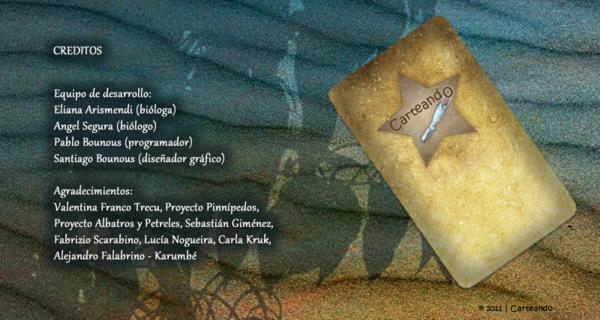 CREDITOS
Equipo de desarrollo:
Eliana Arismendi (bióloga)
Angel Segura (biólogo)
Pablo Bounous (programador)
Santiago Bounous (diseñador gráfico)
Agradecimientos:
Valentina Franco Trecu, Proyecto Pinnípedos,
Proyecto Albatros y Petreles, Sebastián Giménez,
Fabrizio Scarabino, Lucía Nogueira, Carla Kruk,
Alejandro Falabrino - Karumbé
CarteandO
® 2011 | Carteando